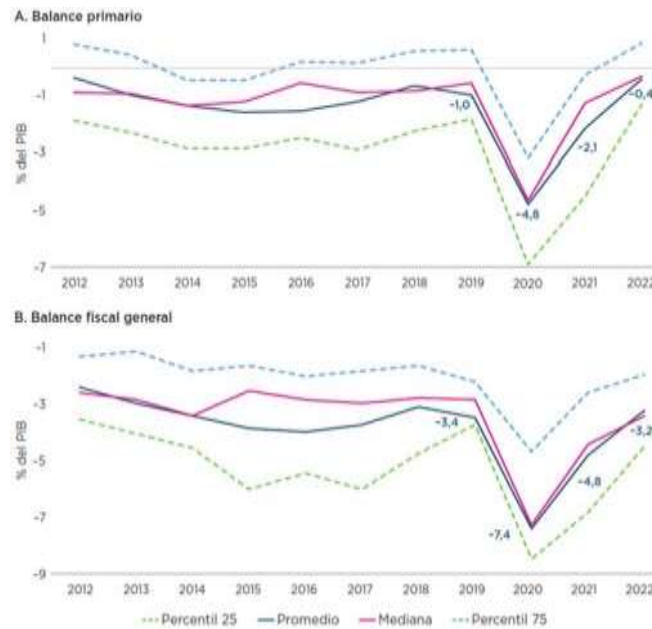 A. Balance primario
1
-1
-3
-5
-7
% del PIB
-1,0
-4,8
-2,1
-0,4
2012 2013 2014 2015 2016 2017 2018 2019 2020 2021 2022
B. Balance fiscal general
-1
-3
-5
-7
-9
% del PIB
-3,4
-7,4
-4,8
-3,2
2012 2013 2014 2015 2016 2017 2018 2019 2020 2021 2022
Percentil 25 Promedio Mediana Percentil 75